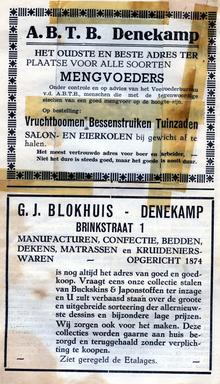 A.B.T.B. Denekamp
HET OUDSTE EN BESTE ADRES TER
PLAATSE VOOR ALLE SOORTEN
MENGVOEDERS
Onder controle en op advies van het Voervoederbureau
v.d. A.B.T.B., menschen die met de tegenwoordige
eischen van een goed mengvoer op de hoogte zijn.
Op bestelling:
Vruchtboomen Bessenstruiken Tuinzaden
SALON- EN EIERKOLEN bij gewicht af te
halen.
Het meest vertrouwde adres voor boer en arbeider.
Niet het dure is steeds goed, maar het goede is nooit duur.
G. J. BLOKHUIS - DENEKAMP
BRINKSTRAAT 1
MANUFACTUREN, CONFECTIE, BEDDEN,
DEKENS, MATRASSEN en KRUIDENIERS-
WAREN — OPGERICHT 1874
is nog altijd het adres van goed en goed-
koop. Vraagt eens onze collectie stalen
van Buckskins & Japonstoffen ter inzage
en U zult verbaasd staan over de groote
en uitgebreide sorteering der allernieuw-
ste dessins en bijzondere lage prijzen.
Wij zorgen ook voor het maken. Deze
collecties worden gaarne aan huis be-
zorgd en teruggehaald zonder verplich-
ting te koopen.
— Ziet geregeld de Etalages. —